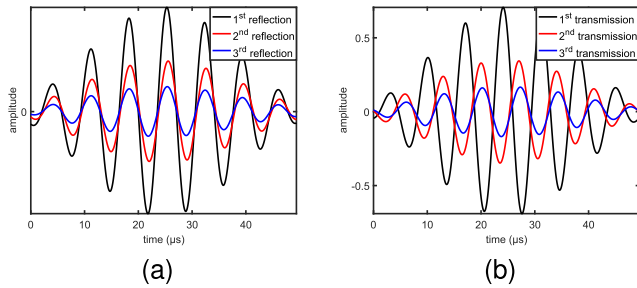 1st reflection
2nd reflection
3rd reflection
amplitude
0
0 10 20 30 40
time (µs)
(a)
1st transmission
2nd transmission
3rd transmission
amplitude
0.5
0
-0.5
0 10 20 30 40
time (µs)
(b)